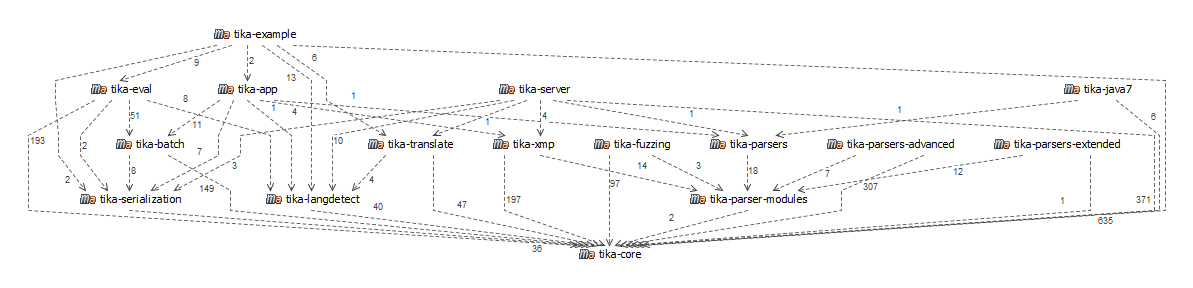 tika-example
6
9
2
13
tika-eval
tika-app
tika-server
tika-java7
8
1
4
1
51
11
1
4
1
1
6
193
2
tika-batch
10
tika-translate
tika-xmp
tika-fuzzing
tika-parsers
tika-parsers-advanced
tika-parsers-extended
7
3
14
3
2
149
8
4
97
18
7
307
12
tika-serialization
tika-langdetect
40
47
197
tika-parser-modules
2
1
371
635
36
tika-core